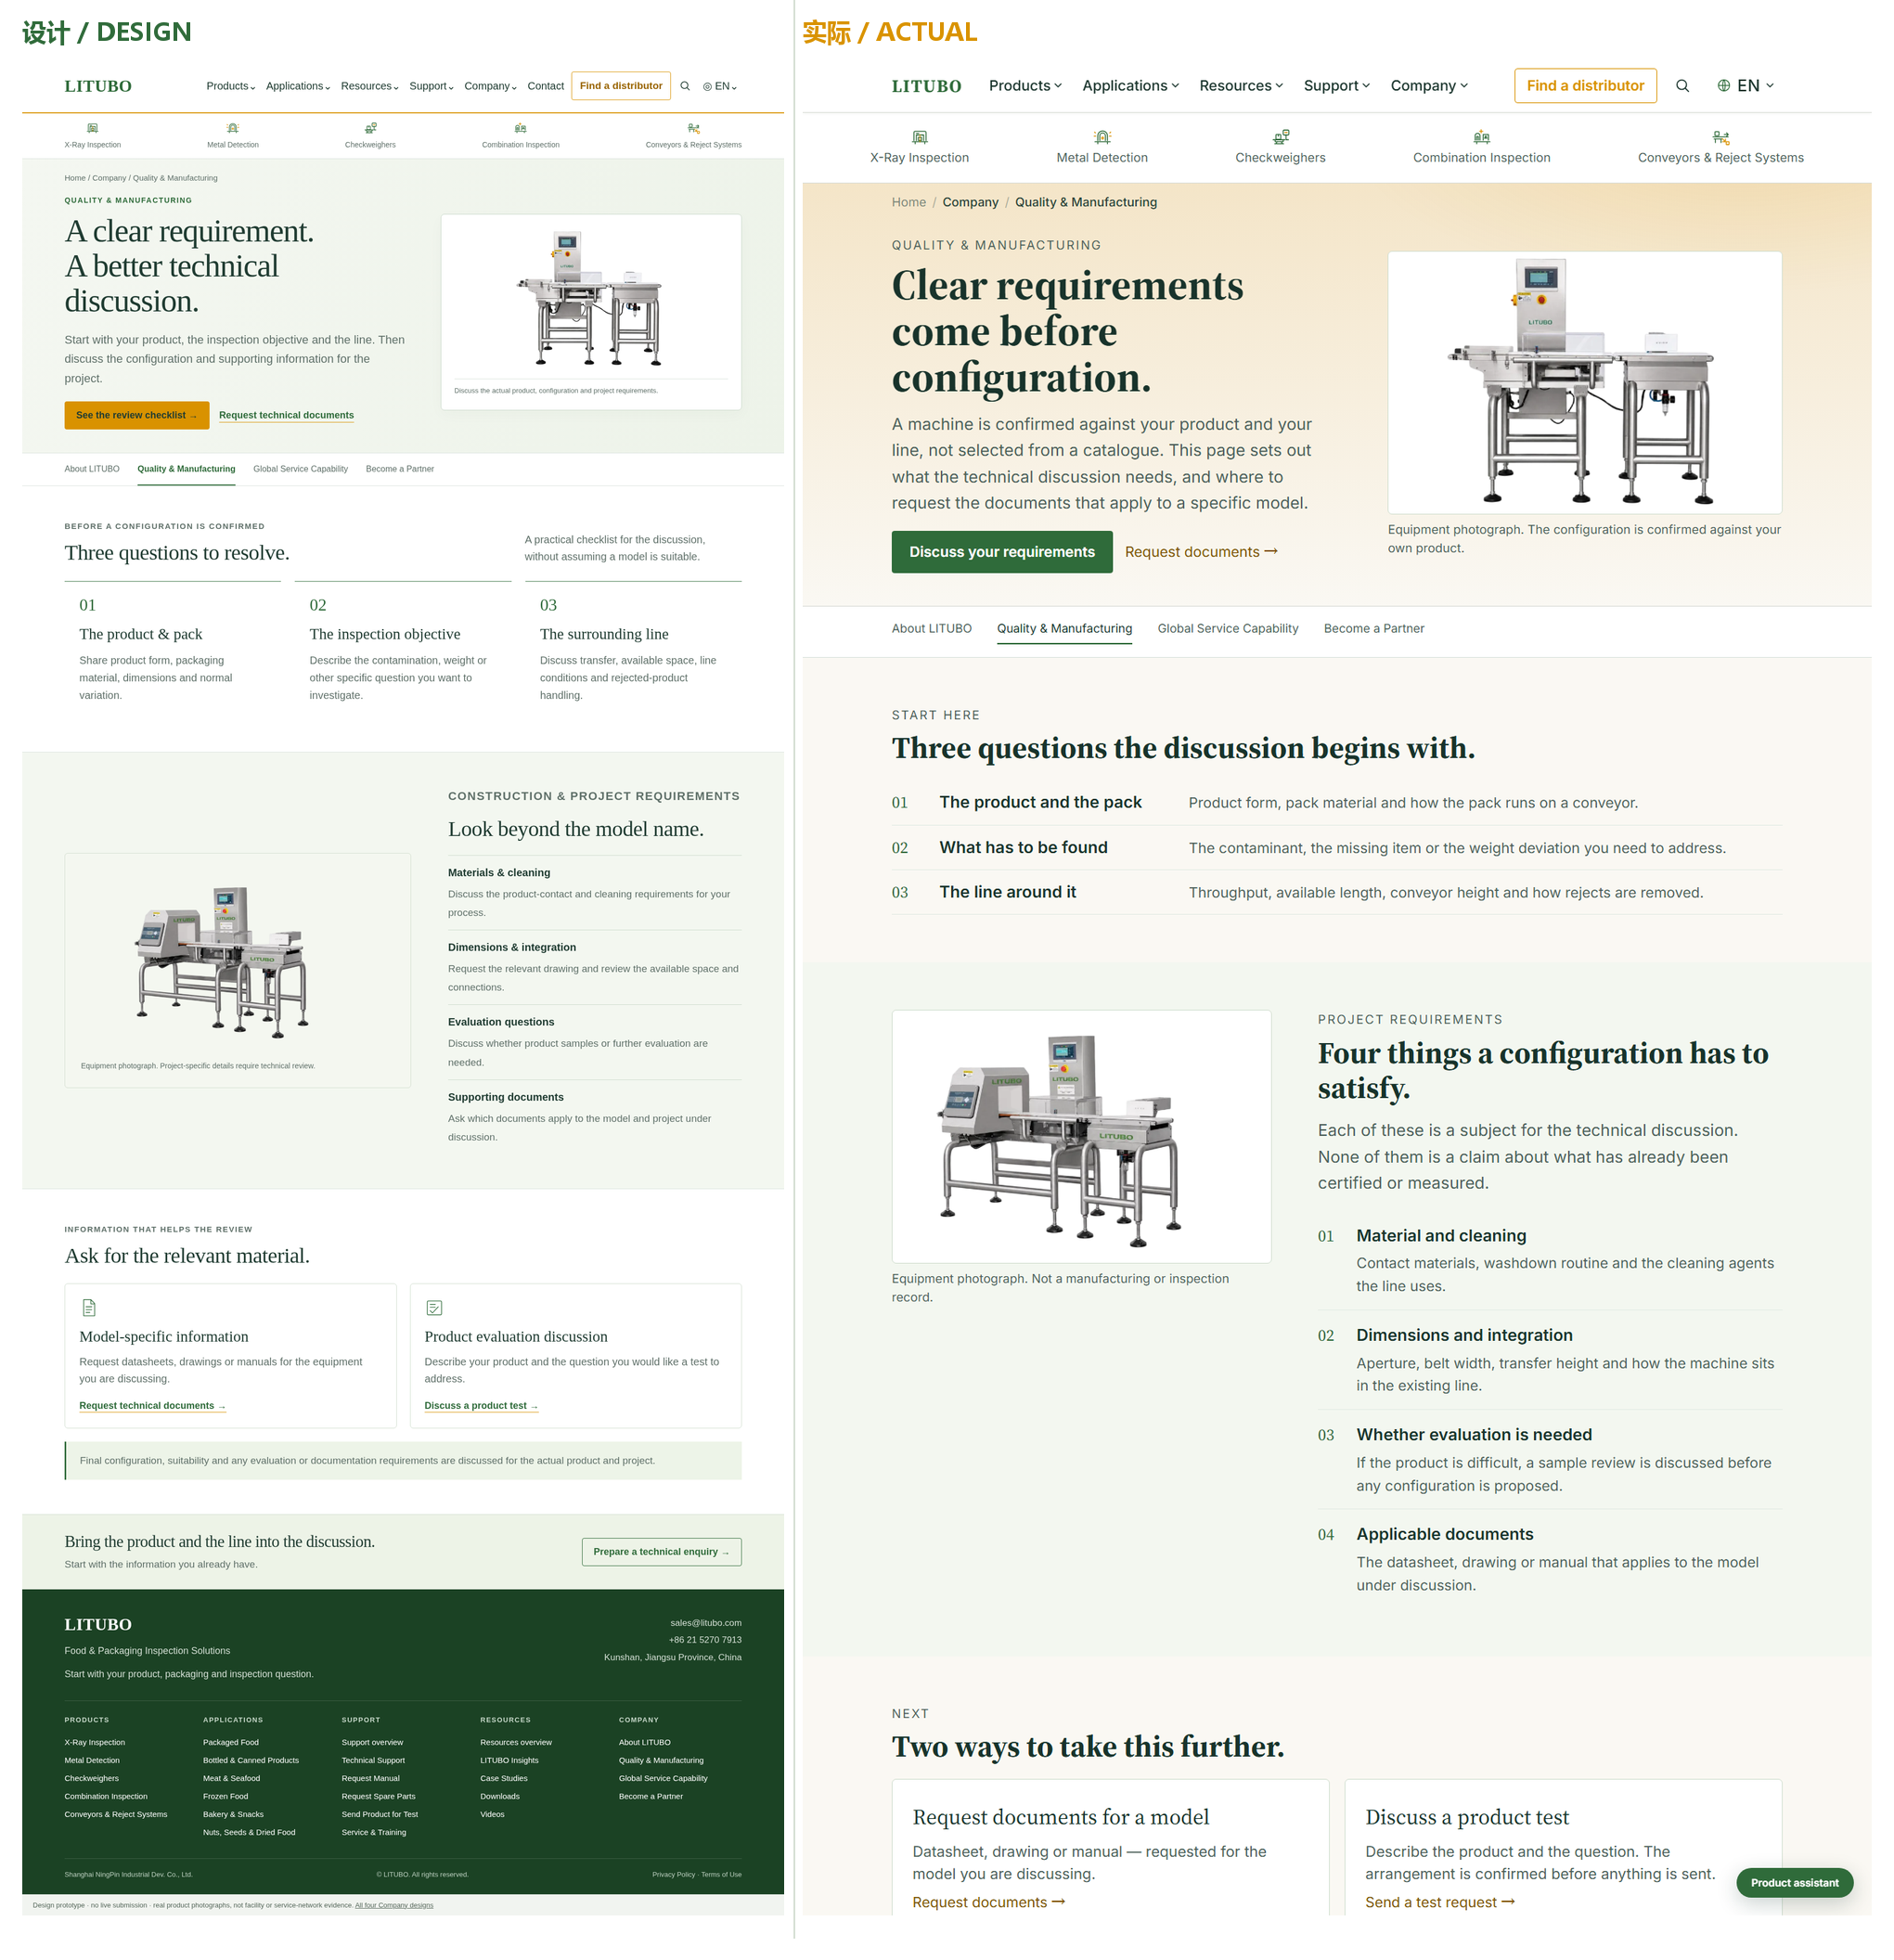 设计 / DESIGN
LITUBO
Products Applications Resources Support Company Contact Find a distributor EN
X-Ray Inspection Metal Detection Checkweighers Combination Inspection Conveyors & Reject Systems
Home / Company / Quality & Manufacturing
QUALITY & MANUFACTURING
A clear requirement.
A better technical
discussion.
Start with your product, the inspection objective and the line. Then
discuss the configuration and supporting information for the
project.
See the review checklist → Request technical documents
LITUBO
Discuss the actual product, configuration and project requirements.
About LITUBO Quality & Manufacturing Global Service Capability Become a Partner
BEFORE A CONFIGURATION IS CONFIRMED
Three questions to resolve.
A practical checklist for the discussion,
without assuming a model is suitable.
01
The product & pack
Share product form, packaging
material, dimensions and normal
variation.
02
The inspection objective
Describe the contamination, weight or
other specific question you want to
investigate.
03
The surrounding line
Discuss transfer, available space, line
conditions and rejected-product
handling.
LITUBO
LITUBO
LITUBO
Equipment photograph. Project-specific details require technical review.
CONSTRUCTION & PROJECT REQUIREMENTS
Look beyond the model name.
Materials & cleaning
Discuss the product-contact and cleaning requirements for your
process.
Dimensions & integration
Request the relevant drawing and review the available space and
connections.
Evaluation questions
Discuss whether product samples or further evaluation are
needed.
Supporting documents
Ask which documents apply to the model and project under
discussion.
INFORMATION THAT HELPS THE REVIEW
Ask for the relevant material.
Model-specific information
Request datasheets, drawings or manuals for the equipment
you are discussing.
Request technical documents →
Product evaluation discussion
Describe your product and the question you would like a test to
address.
Discuss a product test →
Final configuration, suitability and any evaluation or documentation requirements are discussed for the actual product and project.
Bring the product and the line into the discussion.
Start with the information you already have.
Prepare a technical enquiry →
LITUBO
Food & Packaging Inspection Solutions
Start with your product, packaging and inspection question.
sales@litubo.com
+86 21 5270 7913
Kunshan, Jiangsu Province, China
PRODUCTS
X-Ray Inspection
Metal Detection
Checkweighers
Combination Inspection
Conveyors & Reject Systems
APPLICATIONS
Packaged Food
Bottled & Canned Products
Meat & Seafood
Frozen Food
Bakery & Snacks
Nuts, Seeds & Dried Food
SUPPORT
Support overview
Technical Support
Request Manual
Request Spare Parts
Send Product for Test
Service & Training
RESOURCES
Resources overview
LITUBO Insights
Case Studies
Downloads
Videos
COMPANY
About LITUBO
Quality & Manufacturing
Global Service Capability
Become a Partner
Shanghai NingPin Industrial Dev. Co., Ltd. © LITUBO. All rights reserved. Privacy Policy · Terms of Use
Design prototype · no live submission · real product photographs, not facility or service-network evidence. All four Company designs
实际 / ACTUAL
LITUBO
Products Applications Resources Support Company Find a distributor EN
X-Ray Inspection Metal Detection Checkweighers Combination Inspection Conveyors & Reject Systems
Home / Company / Quality & Manufacturing
QUALITY & MANUFACTURING
Clear requirements
come before
configuration.
A machine is confirmed against your product and your
line, not selected from a catalogue. This page sets out
what the technical discussion needs, and where to
request the documents that apply to a specific model.
Discuss your requirements Request documents →
LITUBO
Equipment photograph. The configuration is confirmed against your
own product.
About LITUBO Quality & Manufacturing Global Service Capability Become a Partner
START HERE
Three questions the discussion begins with.
01 The product and the pack Product form, pack material and how the pack runs on a conveyor.
02 What has to be found The contaminant, the missing item or the weight deviation you need to address.
03 The line around it Throughput, available length, conveyor height and how rejects are removed.
LITUBO
LITUBO
LITUBO
Equipment photograph. Not a manufacturing or inspection
record.
PROJECT REQUIREMENTS
Four things a configuration has to
satisfy.
Each of these is a subject for the technical discussion.
None of them is a claim about what has already been
certified or measured.
01 Material and cleaning
Contact materials, washdown routine and the cleaning agents
the line uses.
02 Dimensions and integration
Aperture, belt width, transfer height and how the machine sits
in the existing line.
03 Whether evaluation is needed
If the product is difficult, a sample review is discussed before
any configuration is proposed.
04 Applicable documents
The datasheet, drawing or manual that applies to the model
under discussion.
NEXT
Two ways to take this further.
Request documents for a model
Datasheet, drawing or manual — requested for the
model you are discussing.
Request documents →
Discuss a product test
Describe the product and the question. The
arrangement is confirmed before anything is sent.
Send a test request →
Product assistant